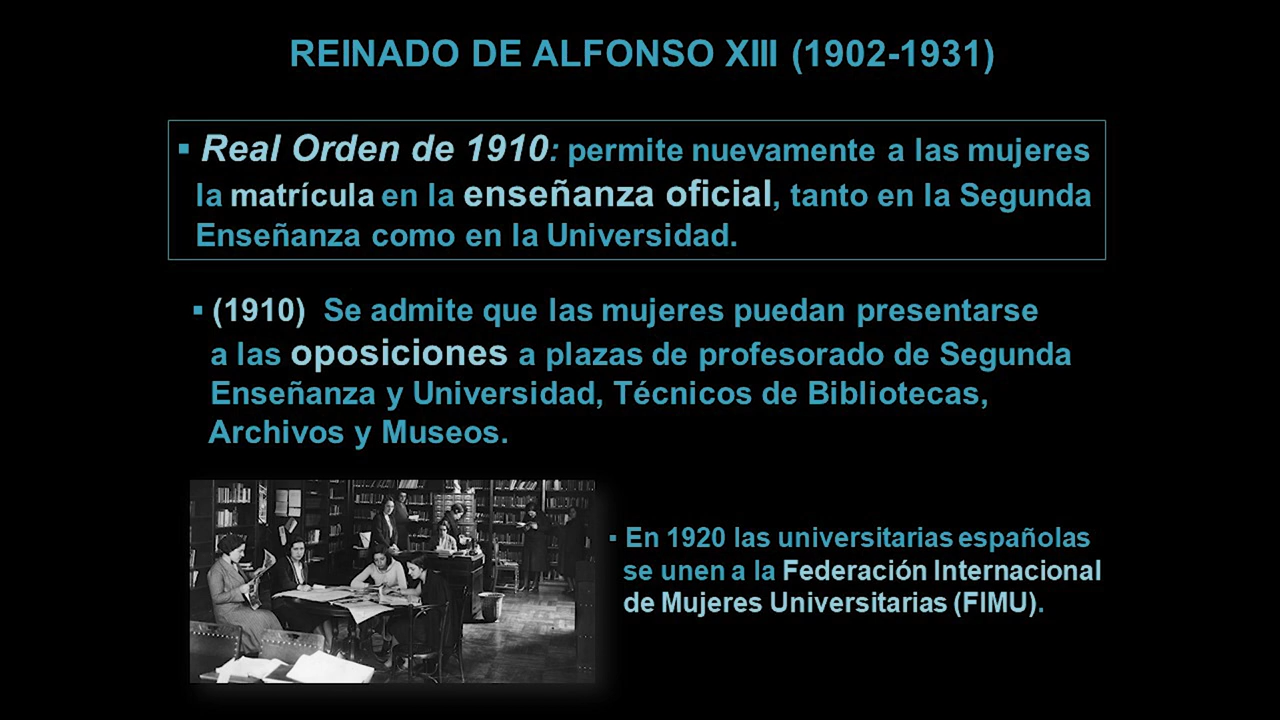 REINADO DE ALFONSO XIII (1902-1931)
▪ Real Orden de 1910: permite nuevamente a las mujeres
la matrícula en la enseñanza oficial, tanto en la Segunda
Enseñanza como en la Universidad.
▪ (1910) Se admite que las mujeres puedan presentarse
a las oposiciones a plazas de profesorado de Segunda
Enseñanza y Universidad, Técnicos de Bibliotecas,
Archivos y Museos.
▪ En 1920 las universitarias españolas
se unen a la Federación Internacional
de Mujeres Universitarias (FIMU).